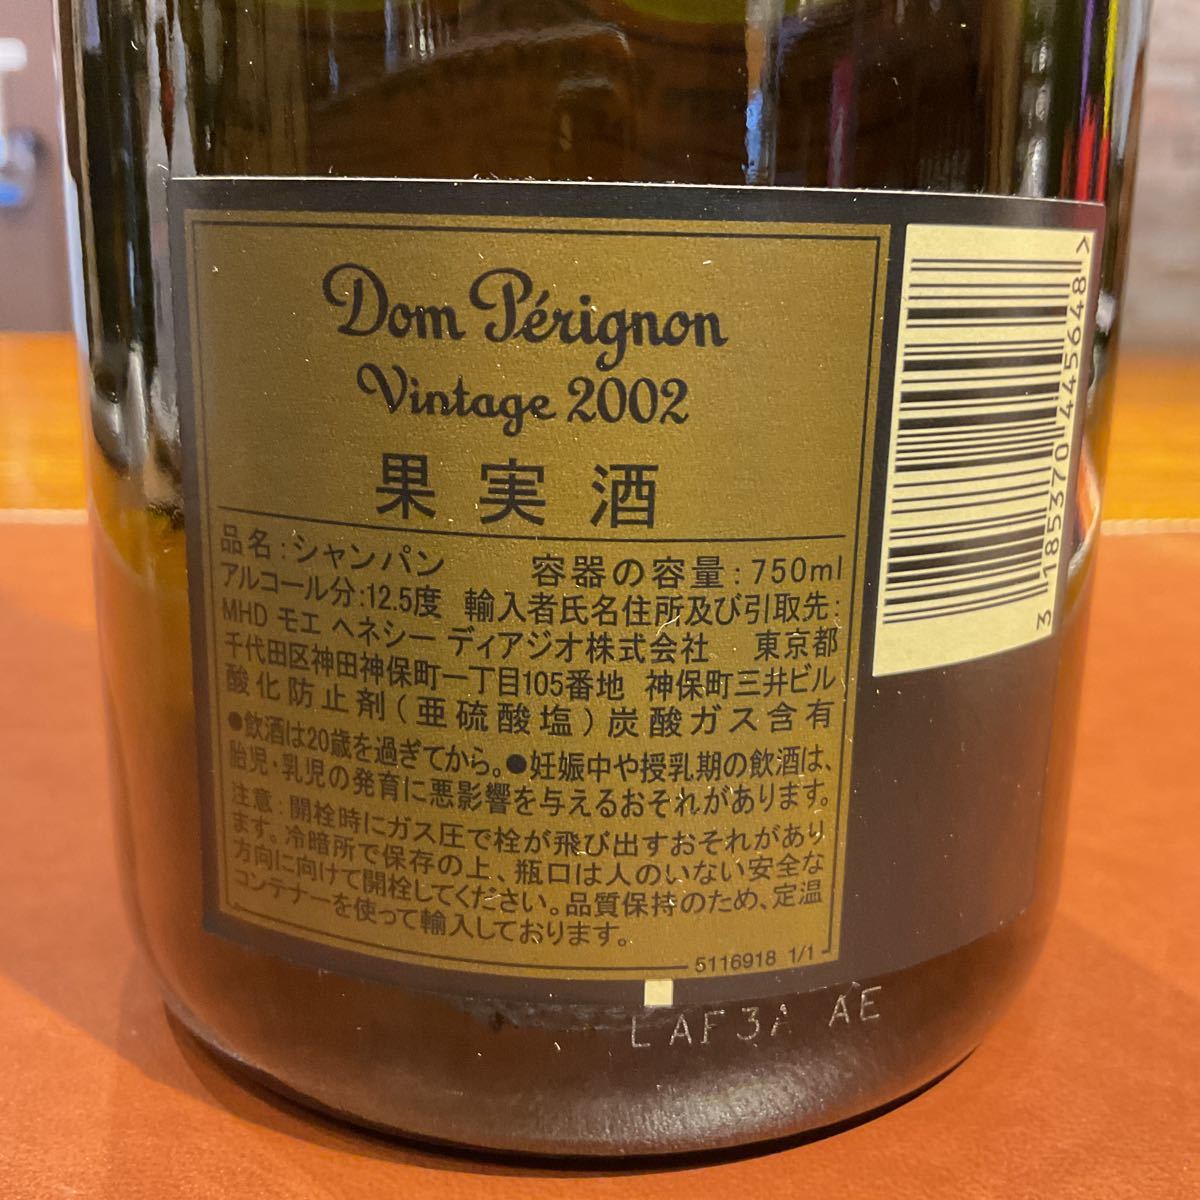 Dom Pérignon
Vintage 2002
果実酒
品名:シャンパン 容器の容量:750ml
アルコール分:12.5度 輸入者氏名住所及び引取先:
MHD モエ ヘネシー ディアジオ株式会社 東京都
千代田区神田神保町一丁目105番地 神保町三井ビル
酸化防止剤(亜硫酸塩)炭酸ガス含有
●飲酒は20歳を過ぎてから。●妊娠中や授乳期の飲酒は、
胎児・乳児の発育に悪影響を与えるおそれがあります。
注意:開栓時にガス圧で栓が飛び出すおそれがあり
ます。冷暗所で保存の上、瓶口は人のいない安全な
方向に向けて開栓してください。品質保持のため、定温
コンテナーを使って輸入しております。
5116918 1/1
3 185370 445648 >
LAF3A AE